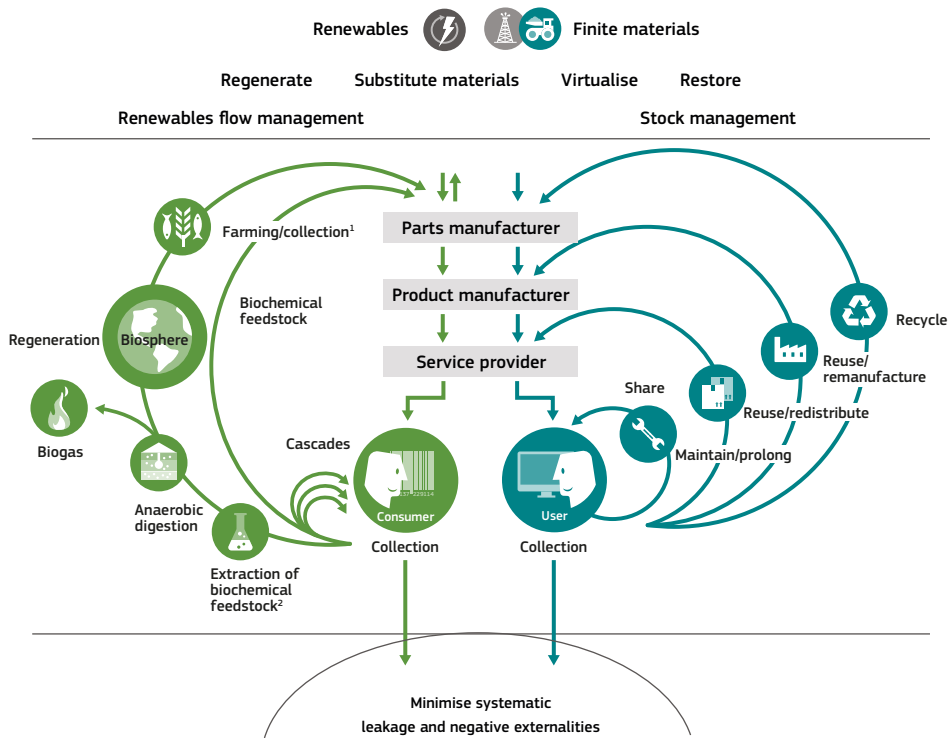 Renewables
Finite materials
Regenerate
Substitute materials
Virtualise
Restore
Renewables flow management
Stock management
Farming/collection¹
Parts manufacturer
Biochemical
feedstock
Product manufacturer
Regeneration
Biosphere
Recycle
Service provider
Reuse/
remanufacture
Share
Reuse/redistribute
Biogas
Cascades
Maintain/prolong
Anaerobic
digestion
Consumer
User
Collection
Collection
Extraction of
biochemical
feedstock²
Minimise systematic
leakage and negative externalities